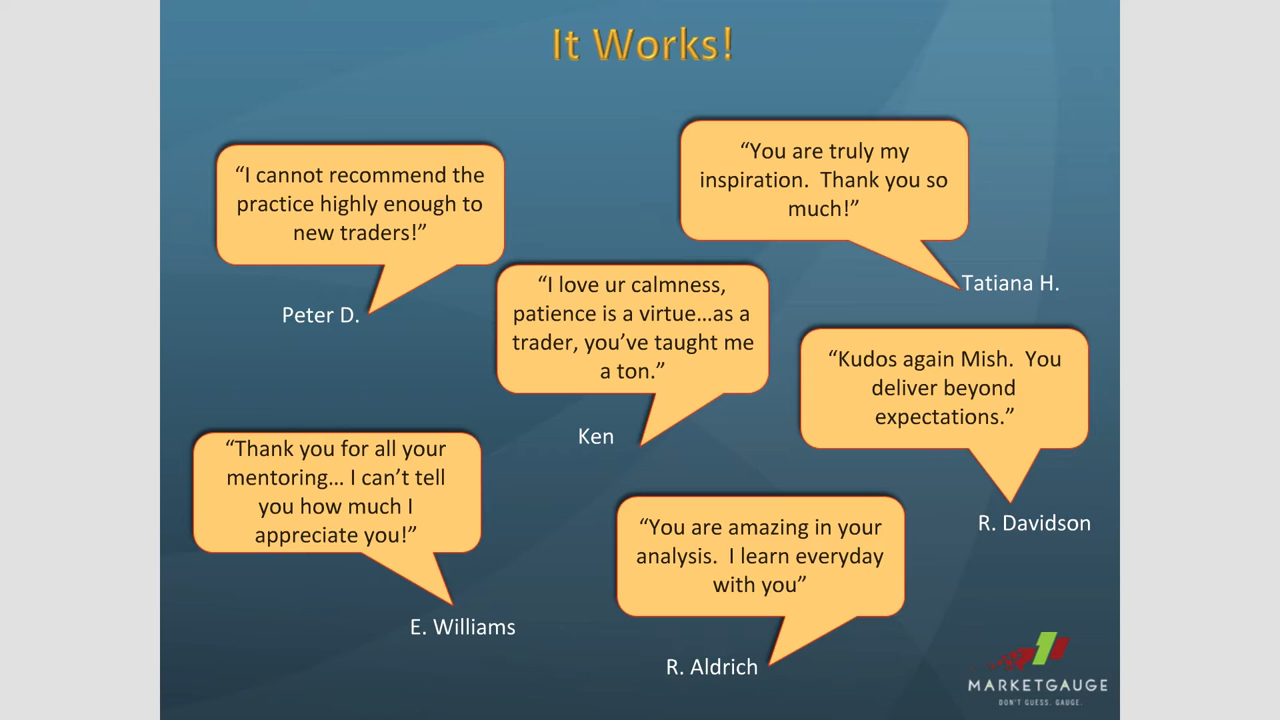 It Works!
“I cannot recommend the
practice highly enough to
new traders!”
Peter D.
“You are truly my
inspiration.  Thank you so
much!”
Tatiana H.
“I love ur calmness,
patience is a virtue…as a
trader, you’ve taught me
a ton.”
Ken
“Kudos again Mish.  You
deliver beyond
expectations.”
R. Davidson
“Thank you for all your
mentoring… I can’t tell
you how much I
appreciate you!”
E. Williams
“You are amazing in your
analysis.  I learn everyday
with you”
R. Aldrich
MARKETGAUGE
DON'T GUESS. GAUGE.